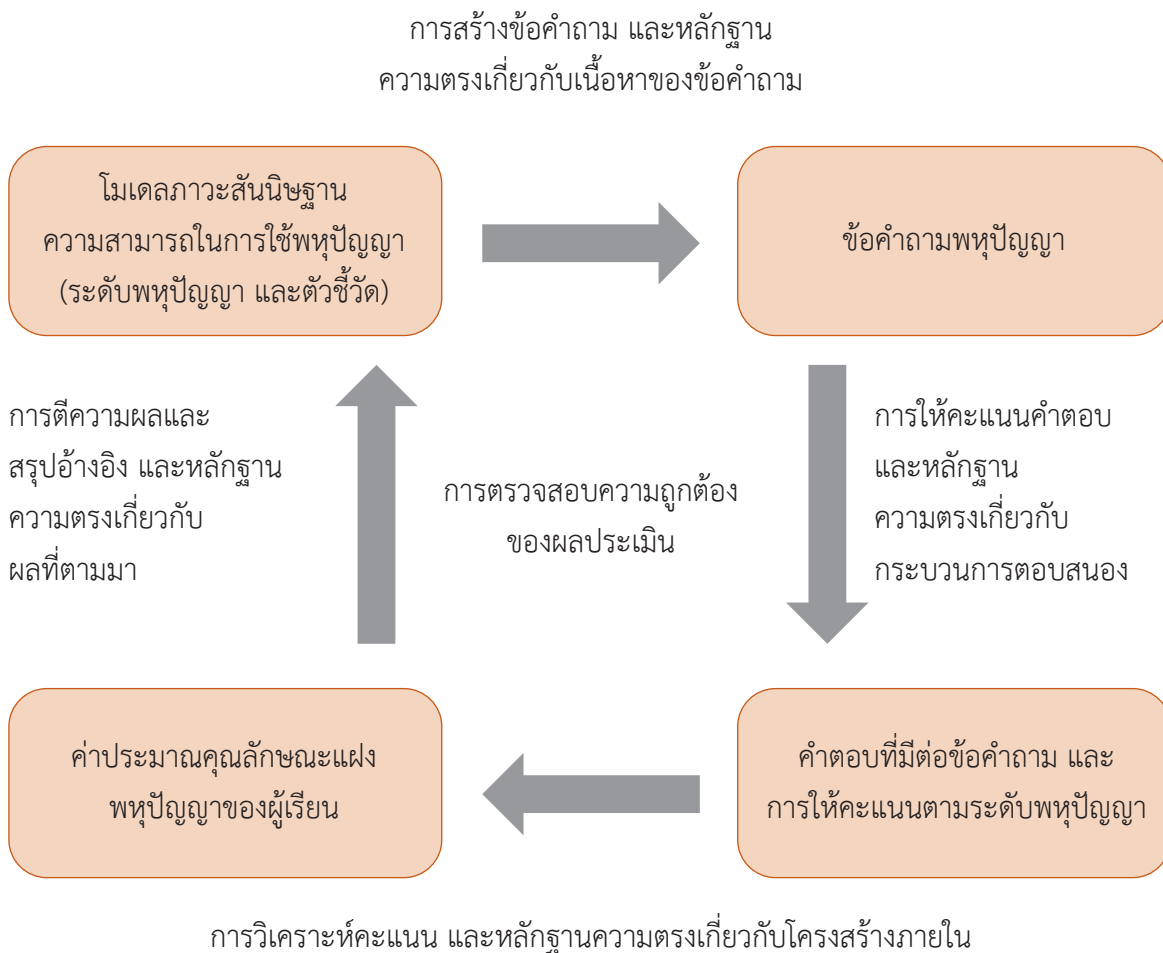 การสร้างข้อคำถาม และหลักฐาน
ความตรงเกี่ยวกับเนื้อหาของข้อคำถาม
โมเดลภาวะสันนิษฐาน
ความสามารถในการใช้พหุปัญญา
(ระดับพหุปัญญา และตัวชี้วัด)
ข้อคำถามพหุปัญญา
การตีความผลและ
สรุปอ้างอิง และหลักฐาน
ความตรงเกี่ยวกับ
ผลที่ตามมา
การตรวจสอบความถูกต้อง
ของผลประเมิน
การให้คะแนนคำตอบ
และหลักฐาน
ความตรงเกี่ยวกับ
กระบวนการตอบสนอง
ค่าประมาณคุณลักษณะแฝง
พหุปัญญาของผู้เรียน
คำตอบที่มีต่อข้อคำถาม และ
การให้คะแนนตามระดับพหุปัญญา
การวิเคราะห์คะแนน และหลักฐานความตรงเกี่ยวกับโครงสร้างภายใน